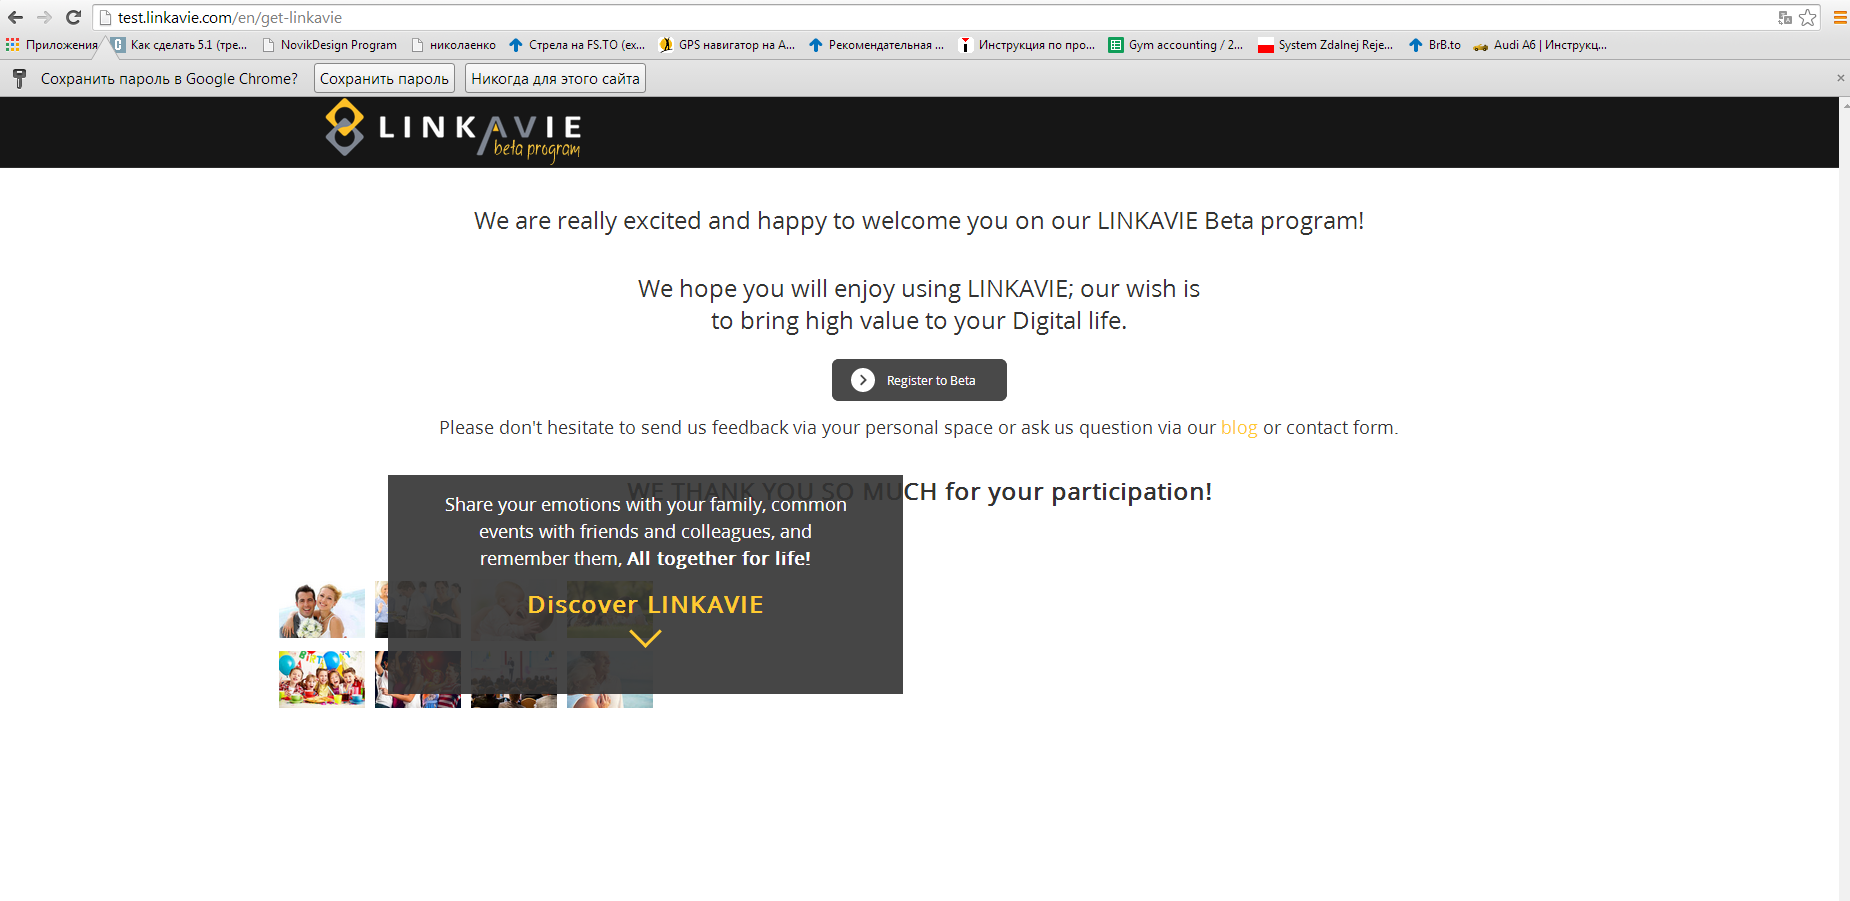 test.linkavie.com/en/get-linkavie
Приложения
Как сделать 5.1 (тре...
NovikDesign Program
николаенко
Стрела на FS.TO (ex...
GPS навигатор на A...
Рекомендательная ...
Инструкция по про...
Gym accounting / 2...
System Zdalnej Reje...
BrB.to
Audi A6 | Инструкц...
Сохранить пароль в Google Chrome?
Сохранить пароль
Никогда для этого сайта
LINKAVIE
beta program
We are really excited and happy to welcome you on our LINKAVIE Beta program!
We hope you will enjoy using LINKAVIE; our wish is
to bring high value to your Digital life.
Register to Beta
Please don't hesitate to send us feedback via your personal space or ask us question via our blog or contact form.
WE THANK YOU SO MUCH for your participation!
Share your emotions with your family, common
events with friends and colleagues, and
remember them, All together for life!
Discover LINKAVIE